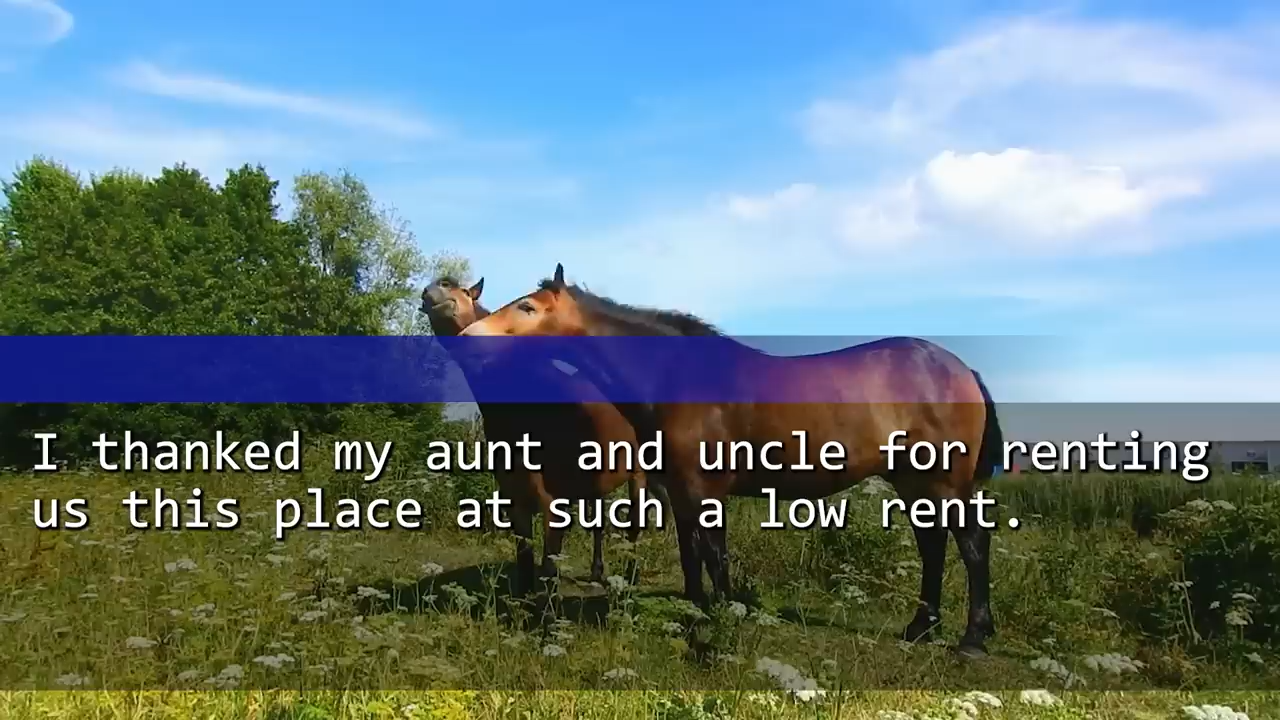 I thanked my aunt and uncle for renting
us this place at such a low rent.